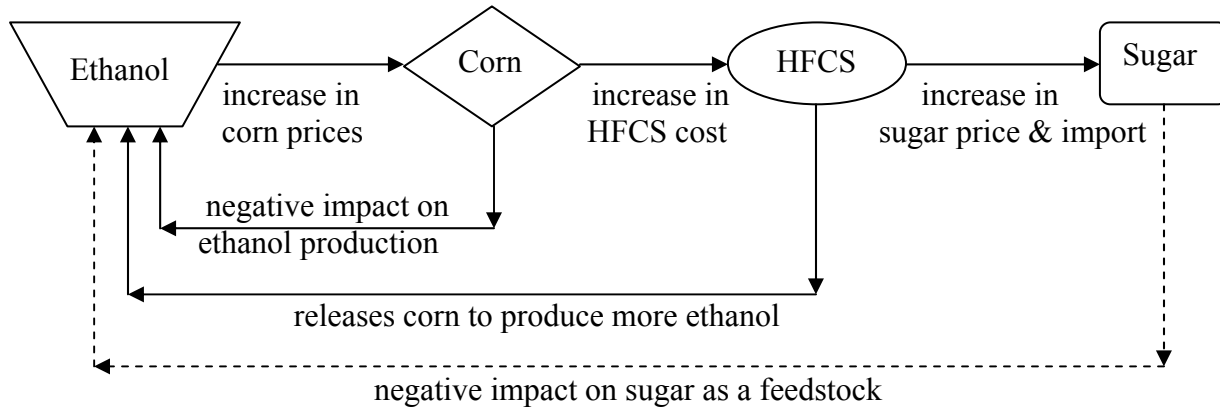 Ethanol
Corn
HFCS
Sugar
increase in
corn prices
increase in
HFCS cost
increase in
sugar price & import
negative impact on
ethanol production
releases corn to produce more ethanol
negative impact on sugar as a feedstock